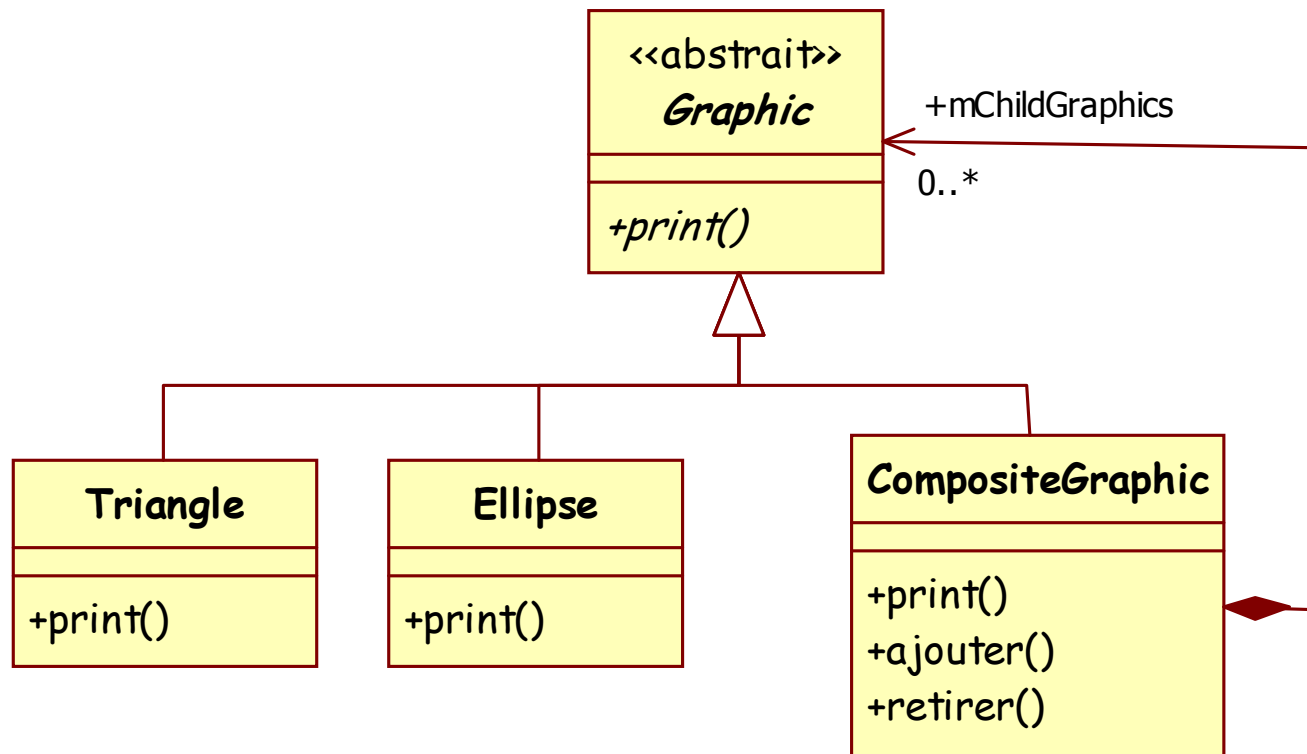 <<abstrait>>
Graphic
+print()
+mChildGraphics
0..*
Triangle
+print()
Ellipse
+print()
CompositeGraphic
+print()
+ajouter()
+retirer()